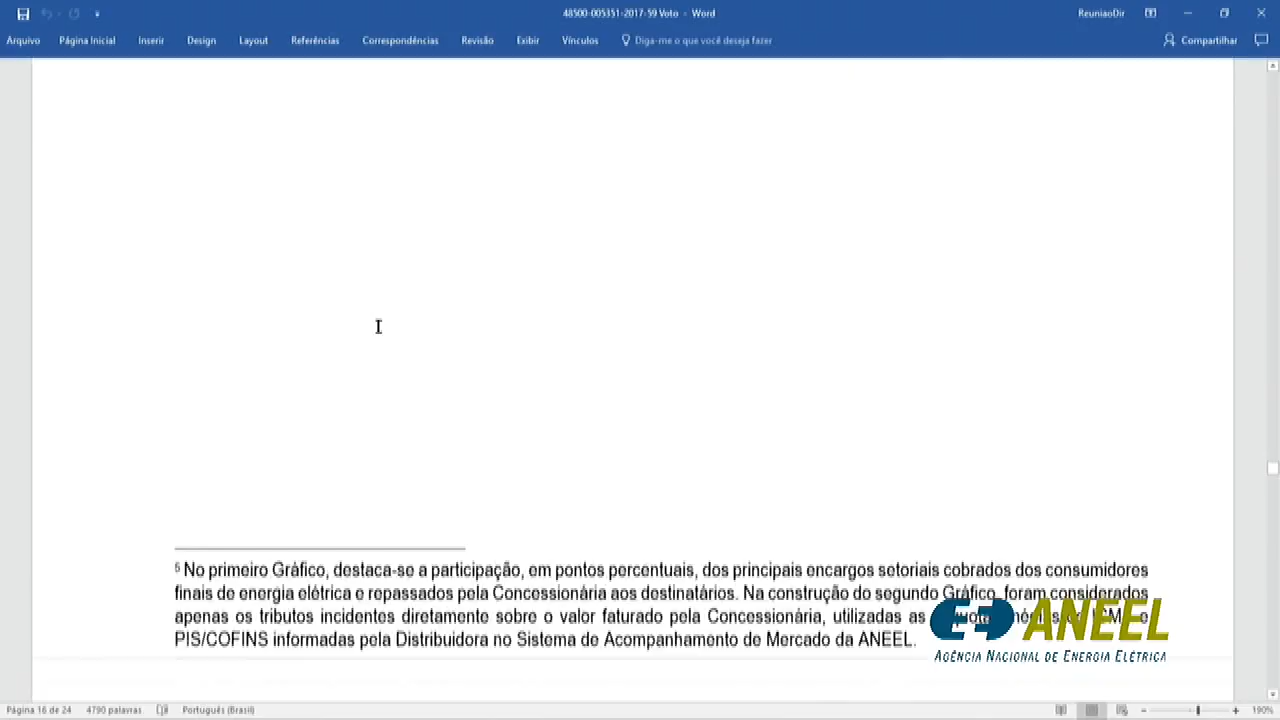 48500-005351-2017-59 Voto - Word
ReuniaoDir
Arquivo Página Inicial Inserir Design Layout Referências Correspondências Revisão Exibir Vínculos Diga-me o que você deseja fazer Compartilhar
5 No primeiro Gráfico, destaca-se a participação, em pontos percentuais, dos principais encargos setoriais cobrados dos consumidores
finais de energia elétrica e repassados pela Concessionária aos destinatários. Na construção do segundo Gráfico, foram considerados
apenas os tributos incidentes diretamente sobre o valor faturado pela Concessionária, utilizadas as
PIS/COFINS informadas pela Distribuidora no Sistema de Acompanhamento de Mercado da ANEEL.
ANEEL
AGÊNCIA NACIONAL DE ENERGIA ELÉTRICA
Página 16 de 24 4790 palavras Português (Brasil) 190%